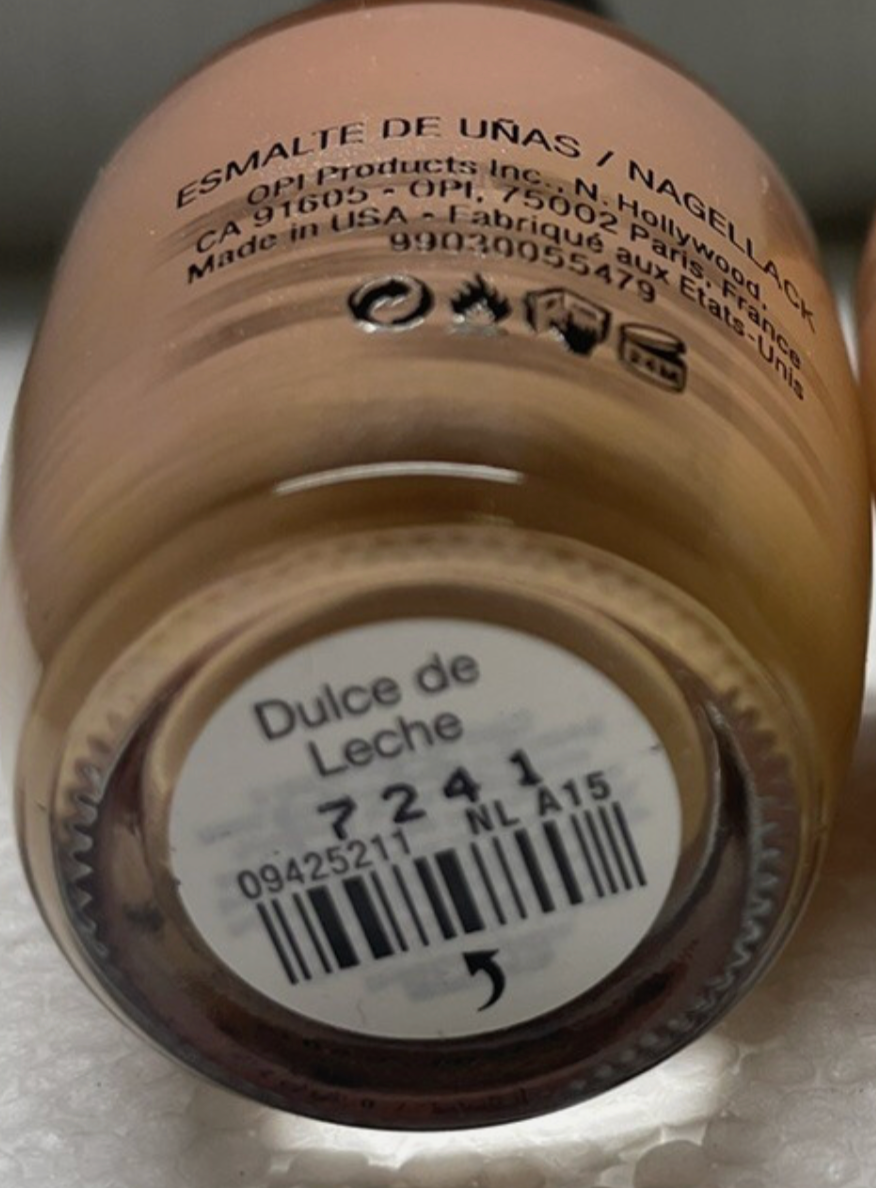 ESMALTE DE UÑAS / NAGELLACK
OPI Products Inc., N. Hollywood,
CA 91605 - OPI, 75002 Paris, France
Made in USA - Fabriqué aux Etats-Unis
99030055479
24M
Dulce de
Leche
7241
09425211 NL A15